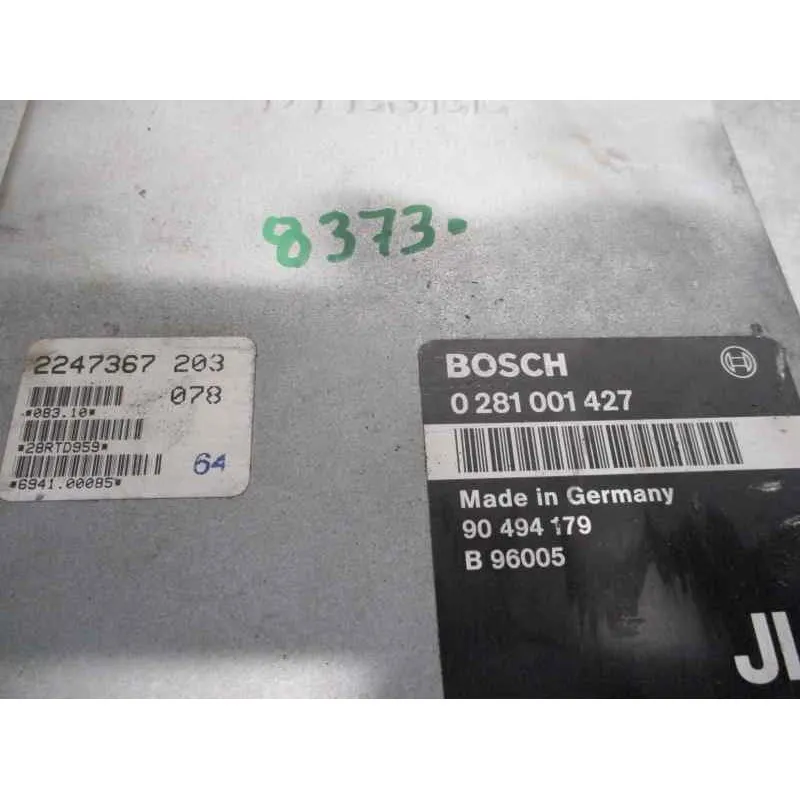 8373.
2247367 203
078
*083.10*
*28RTD959*
64
*6941.00085*
BOSCH
0 281 001 427
Made in Germany
90 494 179
B 96005